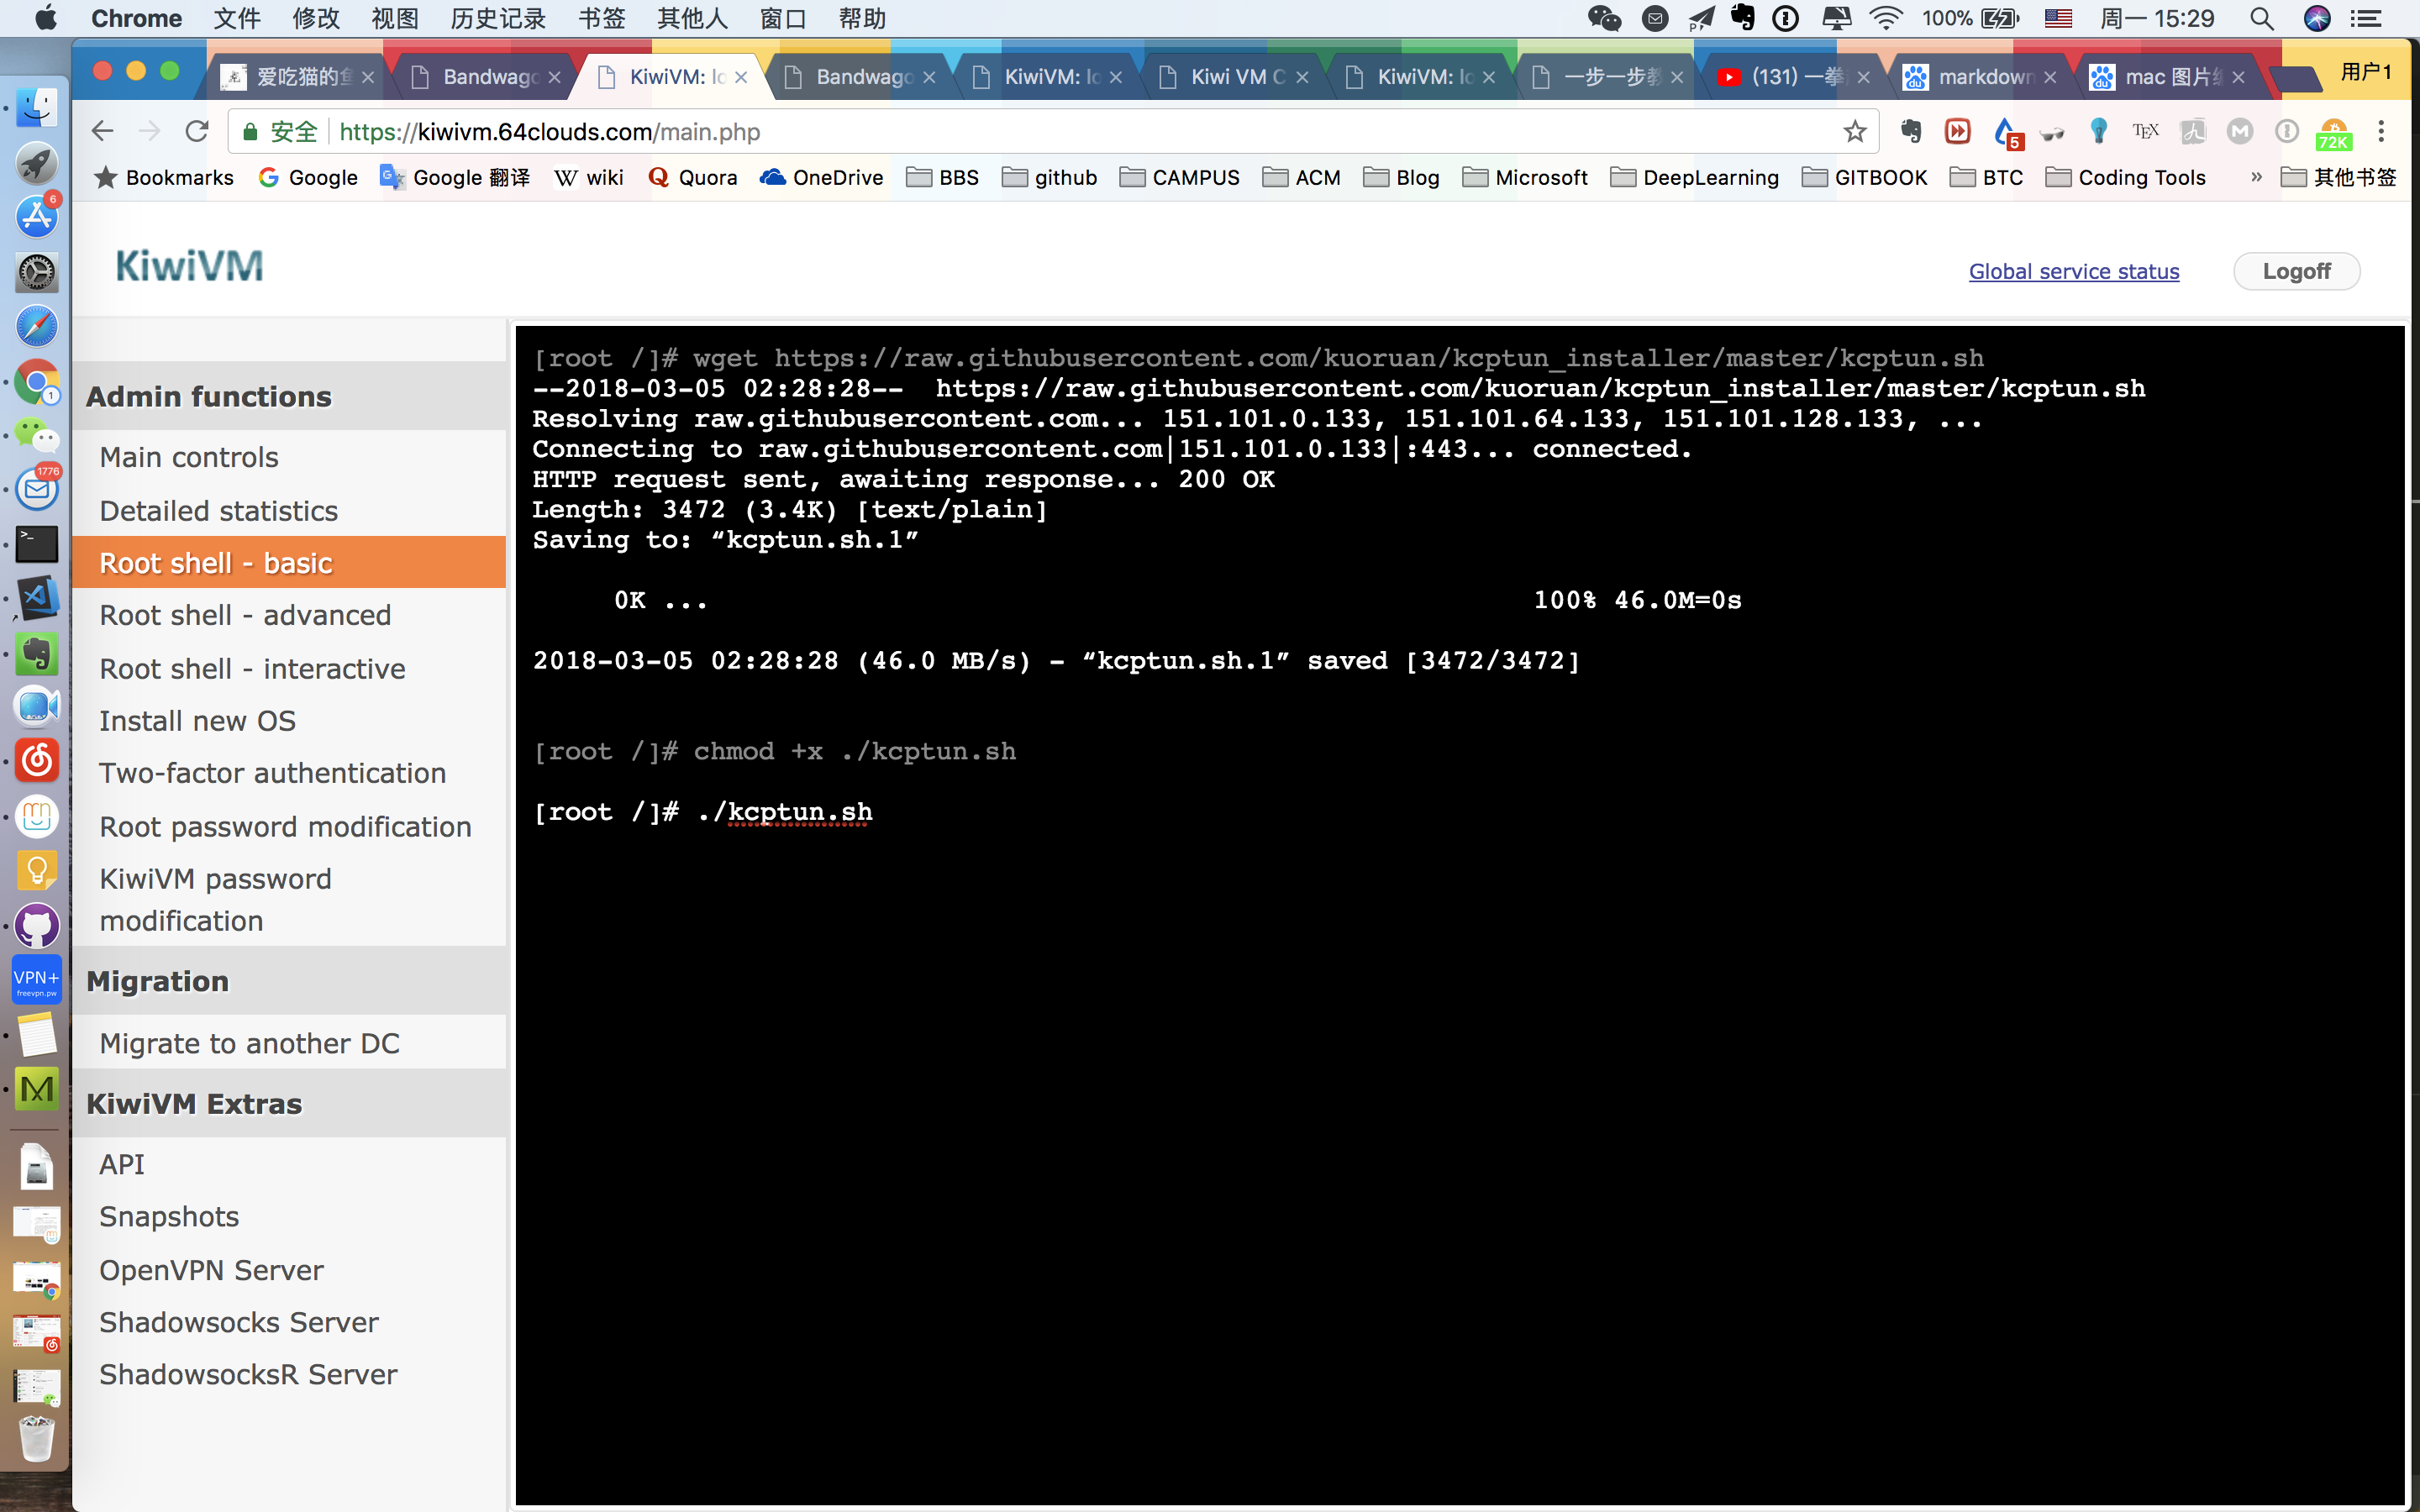 Chrome 文件 修改 视图 历史记录 书签 其他人 窗口 帮助 100% 周一 15:29
爱吃猫的鱼 Bandwago KiwiVM: lo Bandwago KiwiVM: lo Kiwi VM C KiwiVM: lo 一步一步教 (131) 一拳 markdown mac 图片 用户1
安全 https://kiwivm.64clouds.com/main.php 5 TEX 72K
Bookmarks Google Google 翻译 wiki Quora OneDrive BBS github CAMPUS ACM Blog Microsoft DeepLearning GITBOOK BTC Coding Tools » 其他书签
KiwiVM
Global service status Logoff
Admin functions
Main controls
Detailed statistics
Root shell - basic
Root shell - advanced
Root shell - interactive
Install new OS
Two-factor authentication
Root password modification
KiwiVM password
modification
Migration
Migrate to another DC
KiwiVM Extras
API
Snapshots
OpenVPN Server
Shadowsocks Server
ShadowsocksR Server
[root /]# wget https://raw.githubusercontent.com/kuoruan/kcptun_installer/master/kcptun.sh
--2018-03-05 02:28:28-- https://raw.githubusercontent.com/kuoruan/kcptun_installer/master/kcptun.sh
Resolving raw.githubusercontent.com... 151.101.0.133, 151.101.64.133, 151.101.128.133, ...
Connecting to raw.githubusercontent.com|151.101.0.133|:443... connected.
HTTP request sent, awaiting response... 200 OK
Length: 3472 (3.4K) [text/plain]
Saving to: “kcptun.sh.1”
0K ... 100% 46.0M=0s
2018-03-05 02:28:28 (46.0 MB/s) - “kcptun.sh.1” saved [3472/3472]
[root /]# chmod +x ./kcptun.sh
[root /]# ./kcptun.sh
6
1
1776
VPN+
freevpn.pw